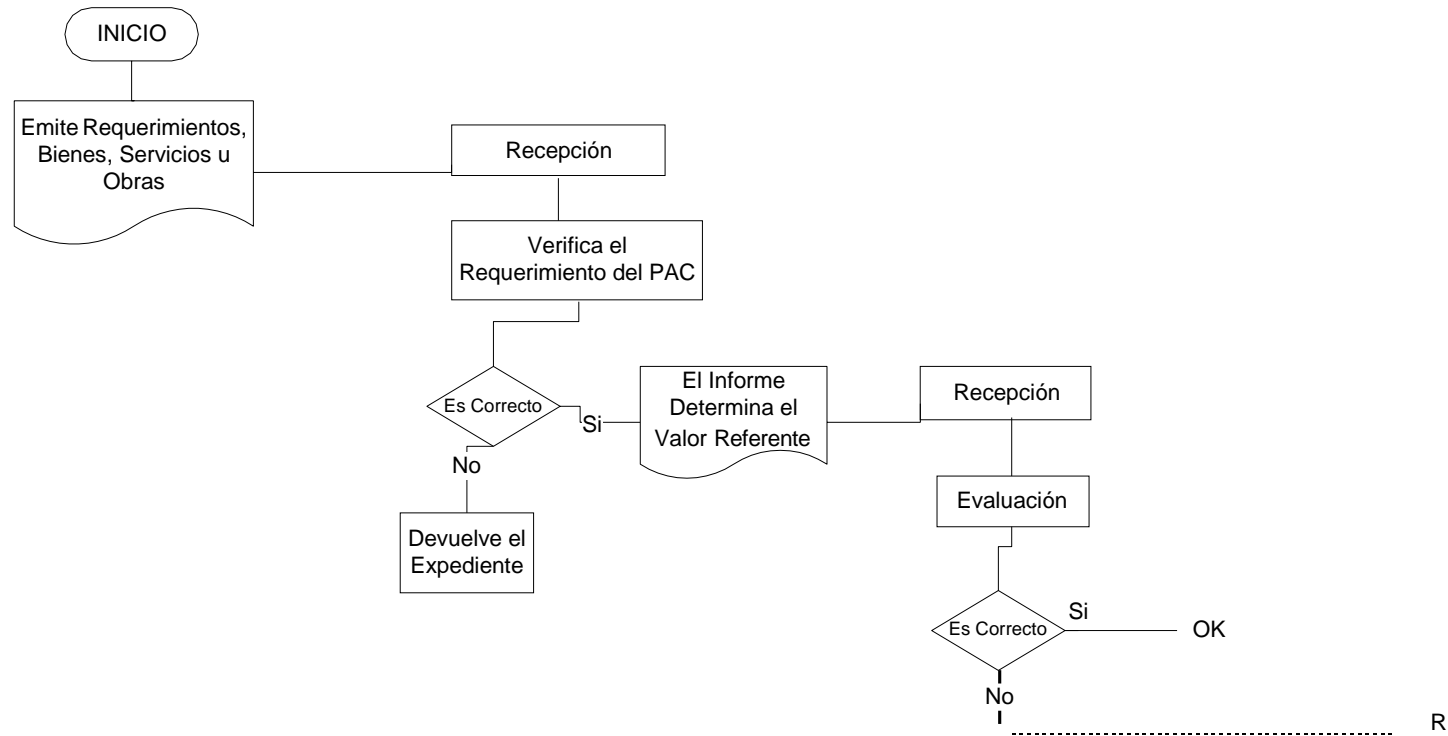 INICIO
Emite Requerimientos,
Bienes, Servicios u
Obras
Recepción
Verifica el
Requerimiento del PAC
Es Correcto
Si
No
Devuelve el
Expediente
El Informe
Determina el
Valor Referente
Recepción
Evaluación
Es Correcto
Si
OK
No
R